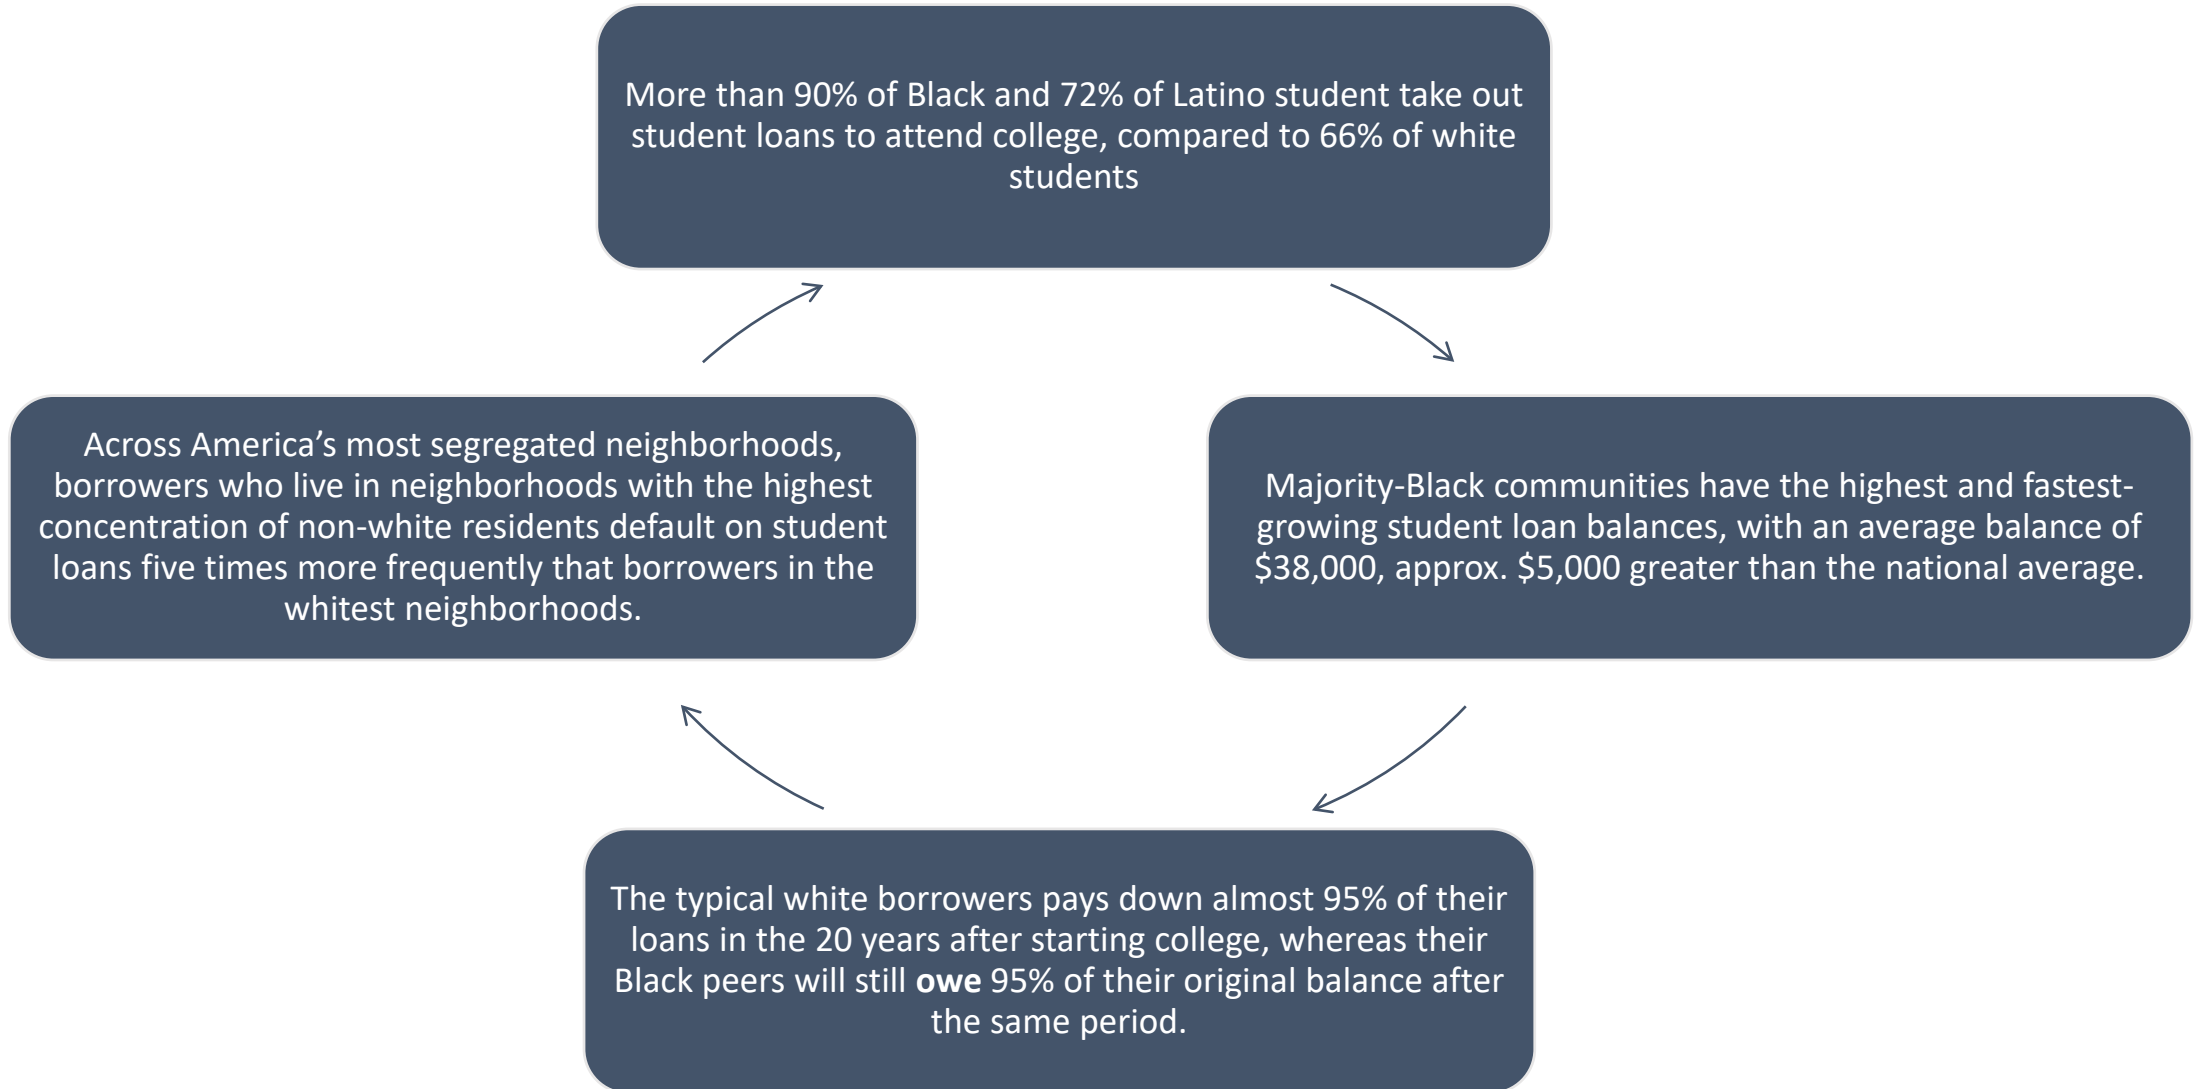 More than 90% of Black and 72% of Latino student take out
student loans to attend college, compared to 66% of white
students
Majority-Black communities have the highest and fastest-
growing student loan balances, with an average balance of
$38,000, approx. $5,000 greater than the national average.
The typical white borrowers pays down almost 95% of their
loans in the 20 years after starting college, whereas their
Black peers will still owe 95% of their original balance after
the same period.
Across America’s most segregated neighborhoods,
borrowers who live in neighborhoods with the highest
concentration of non-white residents default on student
loans five times more frequently that borrowers in the
whitest neighborhoods.